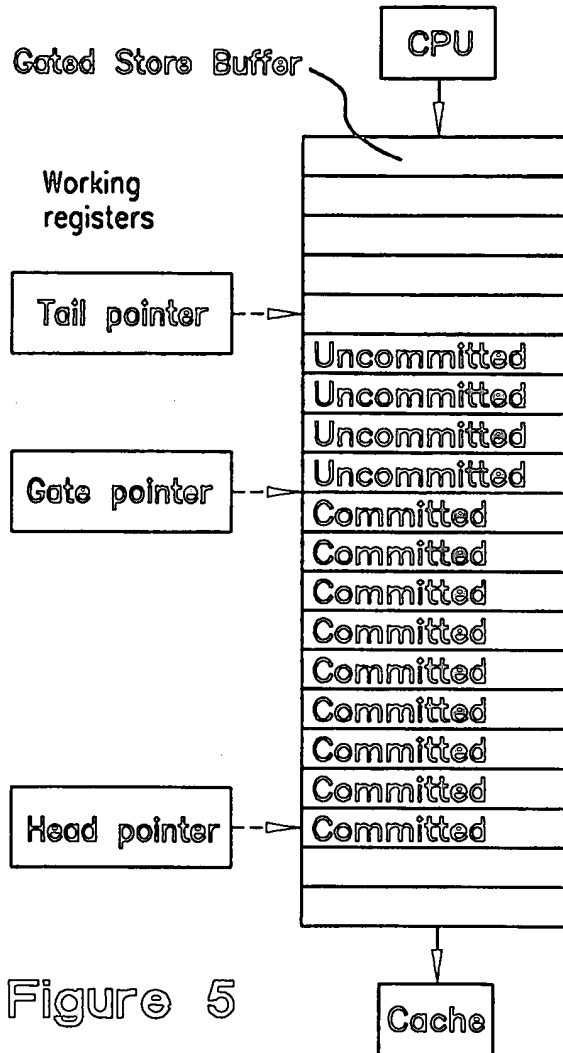 CPU
Gated Store Buffer
Working
registers
Tail pointer
Uncommitted
Uncommitted
Uncommitted
Uncommitted
Gate pointer
Committed
Committed
Committed
Committed
Committed
Committed
Committed
Committed
Head pointer
Committed
Figure 5
Cache